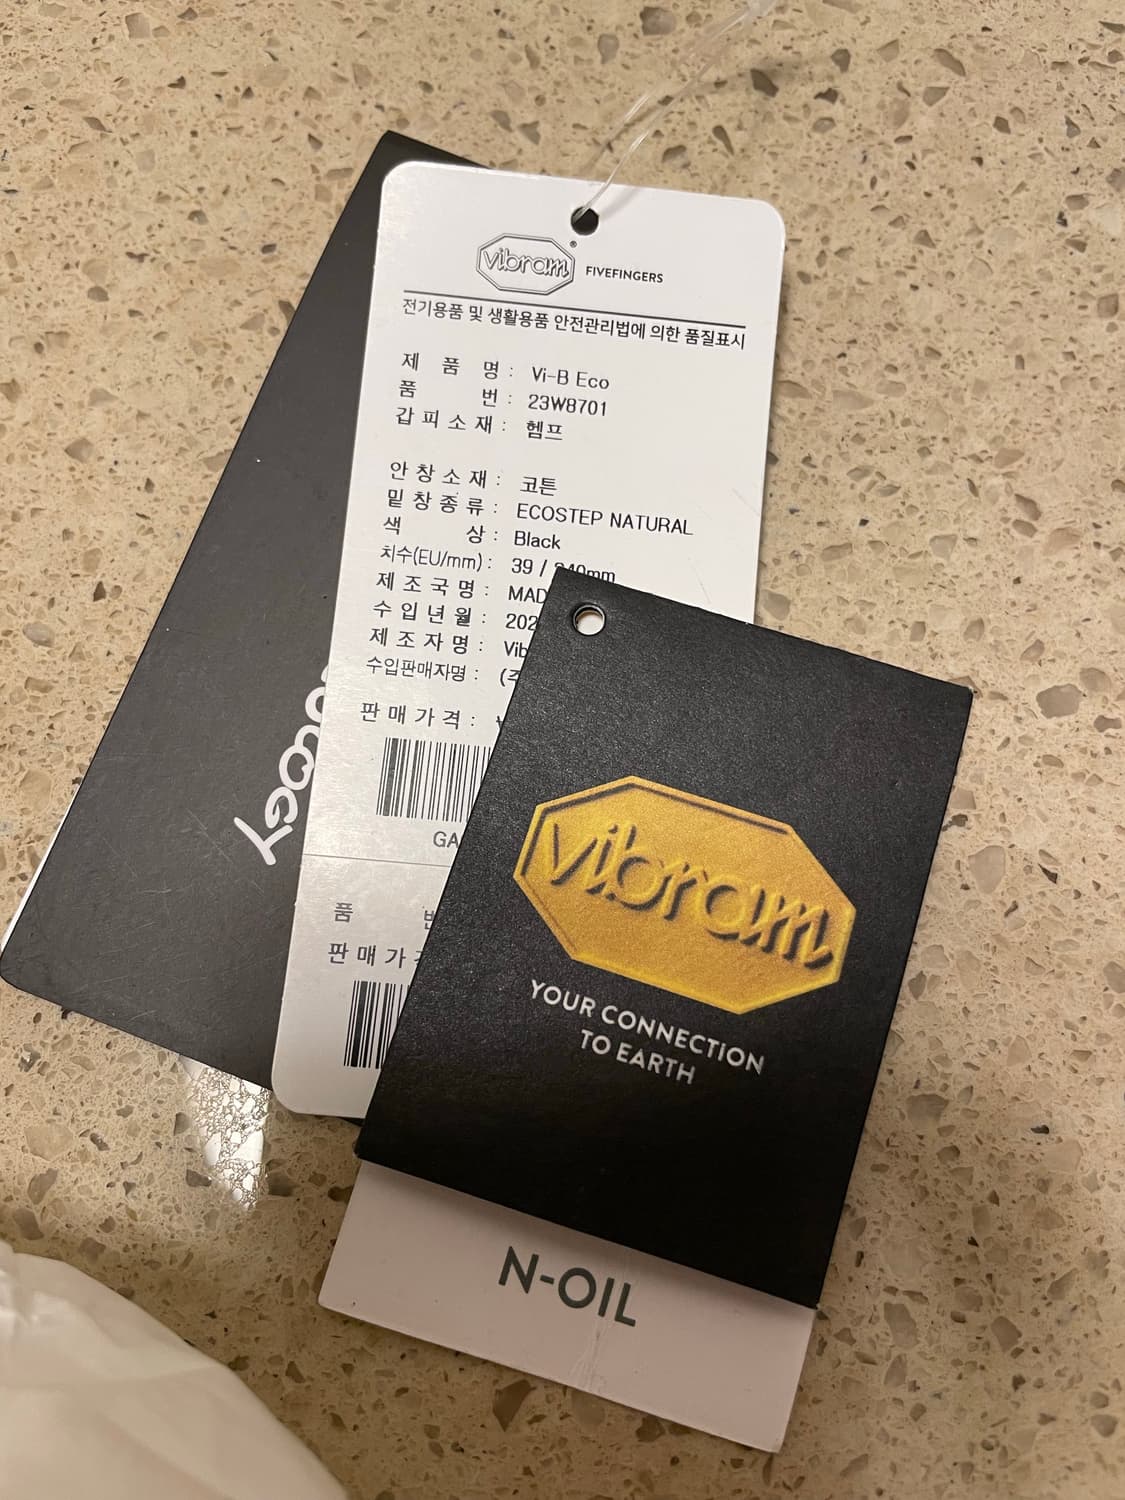 vibram® FIVEFINGERS
전기용품 및 생활용품 안전관리법에 의한 품질표시
제 품 명 : Vi-B Eco
품 번 : 23W8701
갑 피 소 재 : 헴프
안 창 소 재 : 코튼
밑 창 종 류 : ECOSTEP NATURAL
색 상 : Black
치수(EU/mm) : 39 / 240mm
제 조 국 명 :
수 입 년 월 :
제 조 자 명 :
수입판매자명 :
판 매 가 격 :
품
판 매 가
vibram
YOUR CONNECTION
TO EARTH
N-OIL